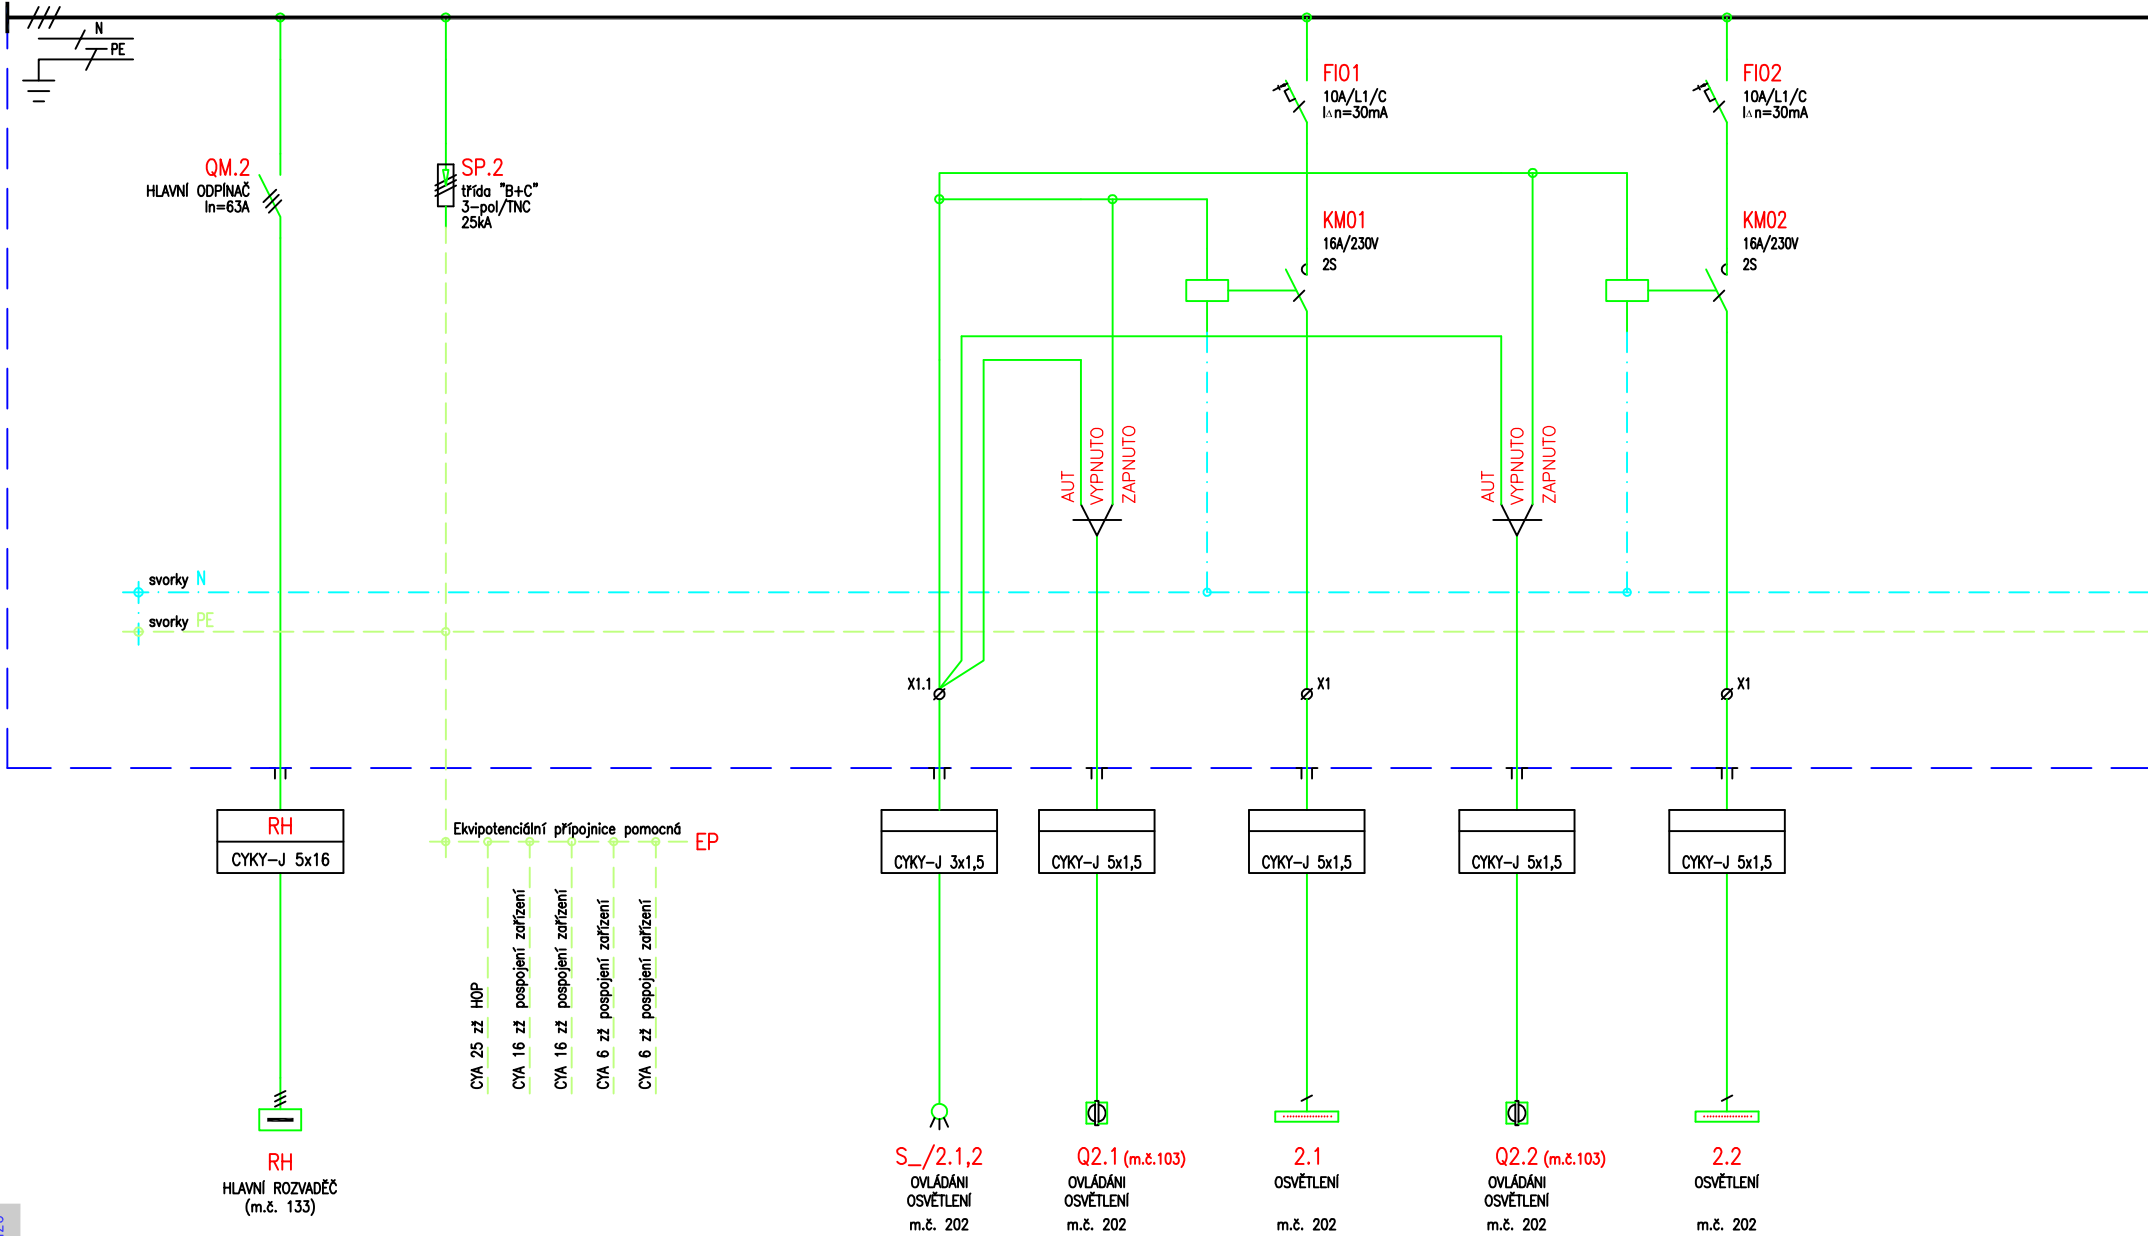 N
PE
FI01
10A/L1/C
I△n=30mA
FI02
10A/L1/C
I△n=30mA
QM.2
HLAVNÍ ODPÍNAČ
In=63A
SP.2
třída "B+C"
3-pol/TNC
25kA
KM01
16A/230V
2S
KM02
16A/230V
2S
AUT
VYPNUTO
ZAPNUTO
AUT
VYPNUTO
ZAPNUTO
svorky N
svorky PE
X1.1
X1
X1
RH
CYKY-J 5x16
Ekvipotenciální přípojnice pomocná
EP
CYKY-J 3x1,5
CYKY-J 5x1,5
CYKY-J 5x1,5
CYKY-J 5x1,5
CYKY-J 5x1,5
CYA 25 zž HOP
CYA 16 zž pospojení zařízení
CYA 16 zž pospojení zařízení
CYA 6 zž pospojení zařízení
CYA 6 zž pospojení zařízení
RH
HLAVNÍ ROZVADĚČ
(m.č. 133)
S_/2.1,2
OVLÁDÁNI
OSVĚTLENÍ
m.č. 202
Q2.1 (m.č.103)
OVLÁDÁNI
OSVĚTLENÍ
m.č. 202
2.1
OSVĚTLENÍ
m.č. 202
Q2.2 (m.č.103)
OVLÁDÁNI
OSVĚTLENÍ
m.č. 202
2.2
OSVĚTLENÍ
m.č. 202